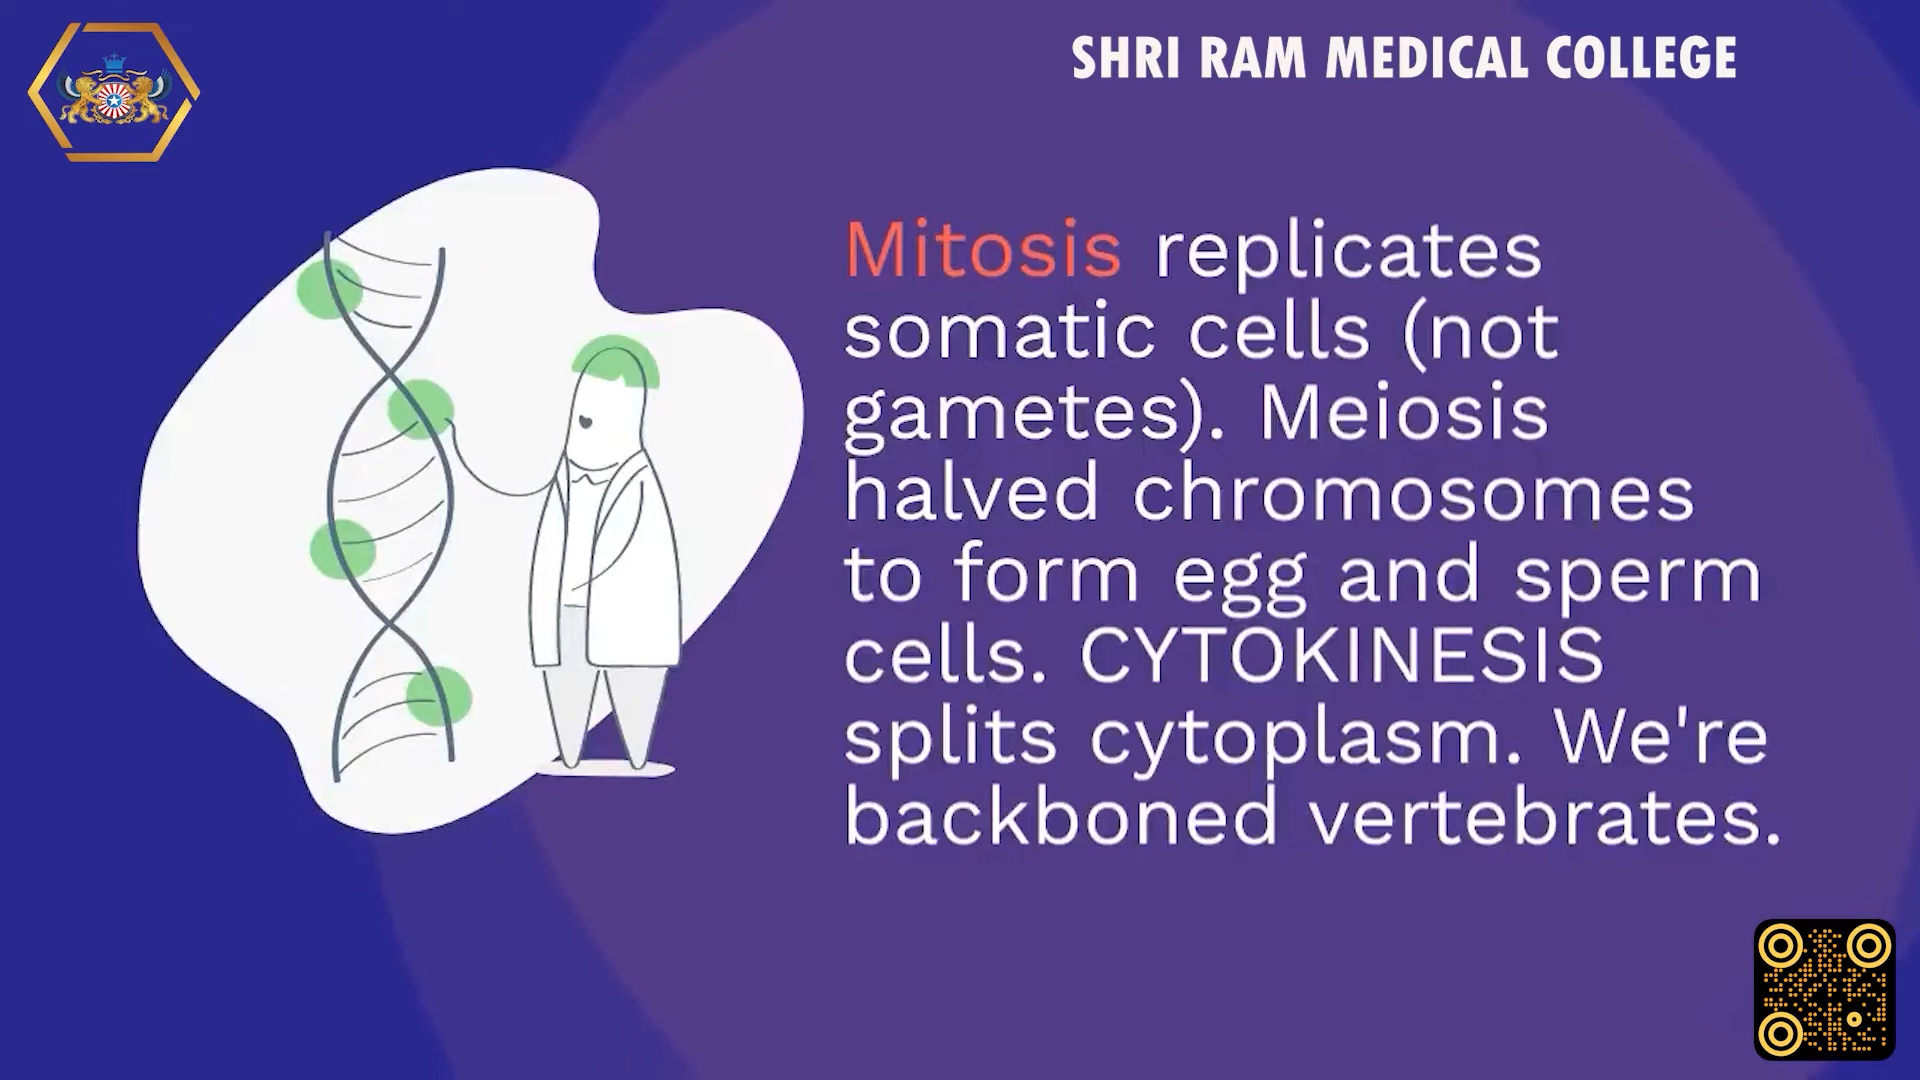 SHRI RAM MEDICAL COLLEGE
Mitosis replicates
somatic cells (not
gametes). Meiosis
halved chromosomes
to form egg and sperm
cells. CYTOKINESIS
splits cytoplasm. We're
backboned vertebrates.